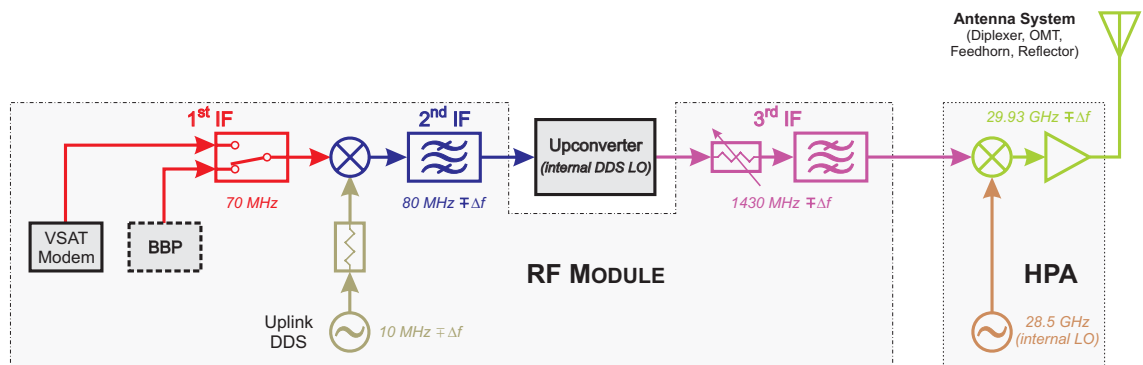 Antenna System
(Diplexer, OMT,
Feedhorn, Reflector)
1st IF
2nd IF
3rd IF
29.93 GHz ∓Δf
Upconverter
(internal DDS LO)
70 MHz
80 MHz ∓Δf
1430 MHz ∓Δf
VSAT
Modem
BBP
RF MODULE
HPA
Uplink
DDS
10 MHz ∓Δf
28.5 GHz
(internal LO)